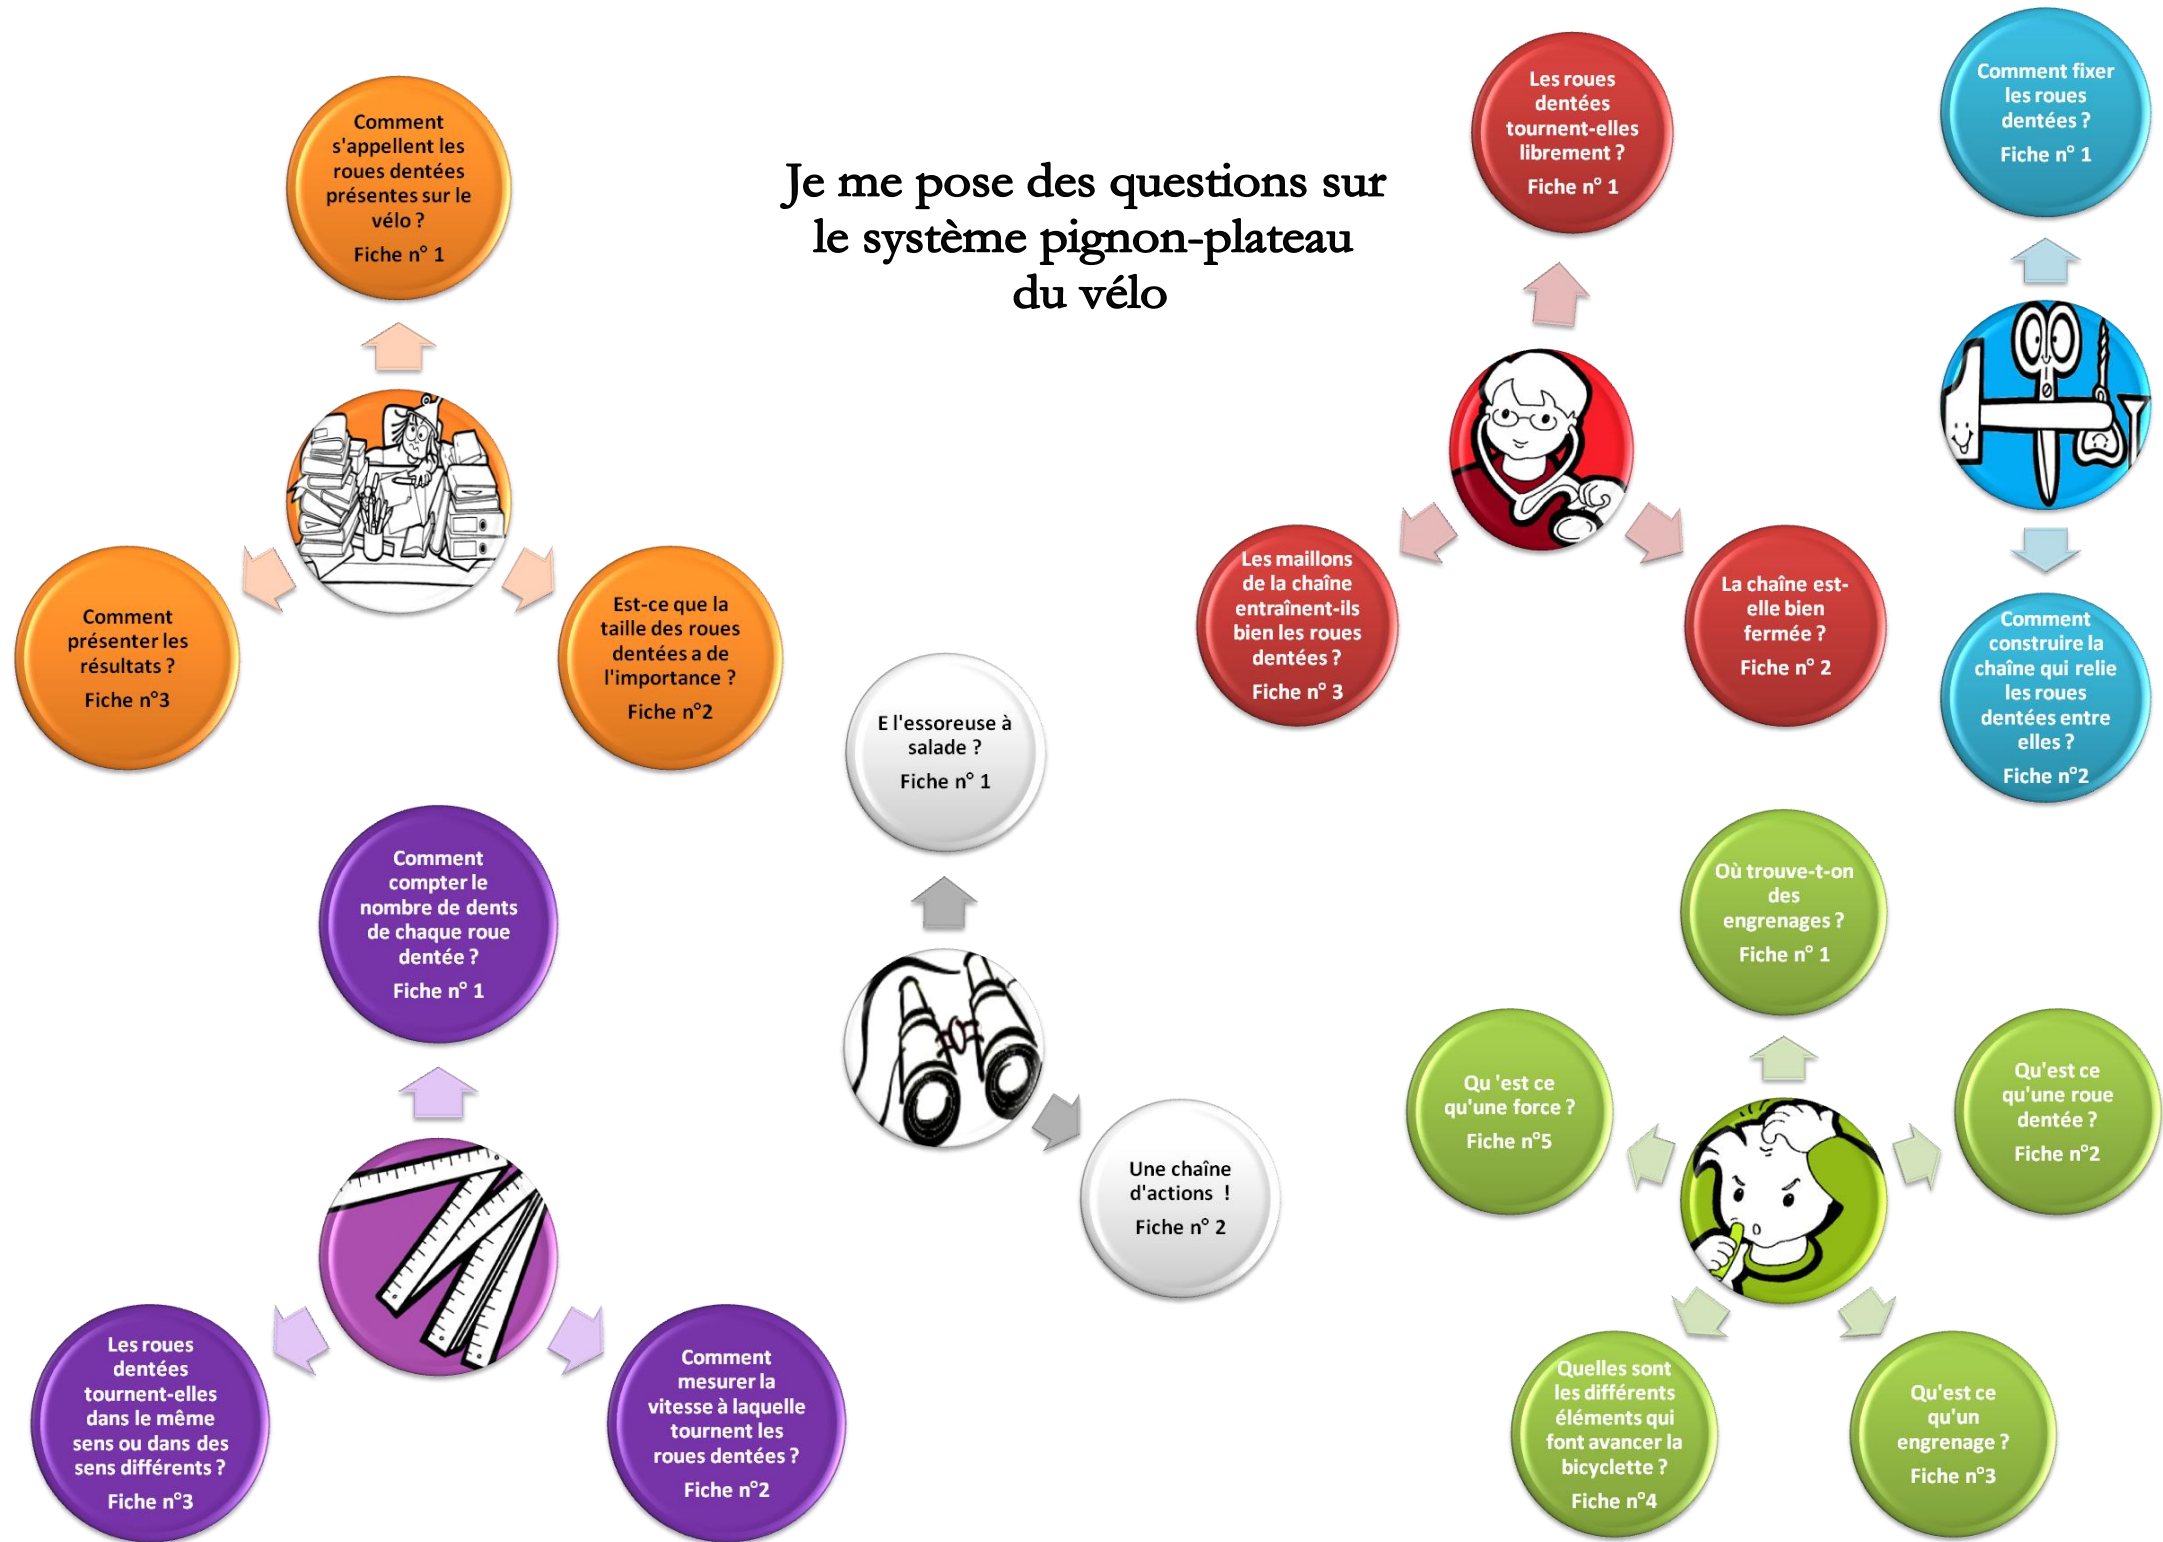 Je me pose des questions sur
le système pignon-plateau
du vélo
Comment
s'appellent les
roues dentées
présentes sur le
vélo ?
Fiche n° 1
Comment
présenter les
résultats ?
Fiche n°3
Est-ce que la
taille des roues
dentées a de
l'importance ?
Fiche n°2
Les roues
dentées
tournent-elles
librement ?
Fiche n° 1
Les maillons
de la chaîne
entraînent-ils
bien les roues
dentées ?
Fiche n° 3
La chaîne est-
elle bien
fermée ?
Fiche n° 2
Comment fixer
les roues
dentées ?
Fiche n° 1
Comment
construire la
chaîne qui relie
les roues
dentées entre
elles ?
Fiche n°2
E l'essoreuse à
salade ?
Fiche n° 1
Une chaîne
d'actions  !
Fiche n° 2
Comment
compter le
nombre de dents
de chaque roue
dentée ?
Fiche n° 1
Les roues
dentées
tournent-elles
dans le même
sens ou dans des
sens différents ?
Fiche n°3
Comment
mesurer la
vitesse à laquelle
tournent les
roues dentées ?
Fiche n°2
Où trouve-t-on
des
engrenages ?
Fiche n° 1
Qu 'est ce
qu'une force ?
Fiche n°5
Qu'est ce
qu'une roue
dentée ?
Fiche n°2
Quelles sont
les différents
éléments qui
font avancer la
bicyclette ?
Fiche n°4
Qu'est ce
qu'un
engrenage ?
Fiche n°3